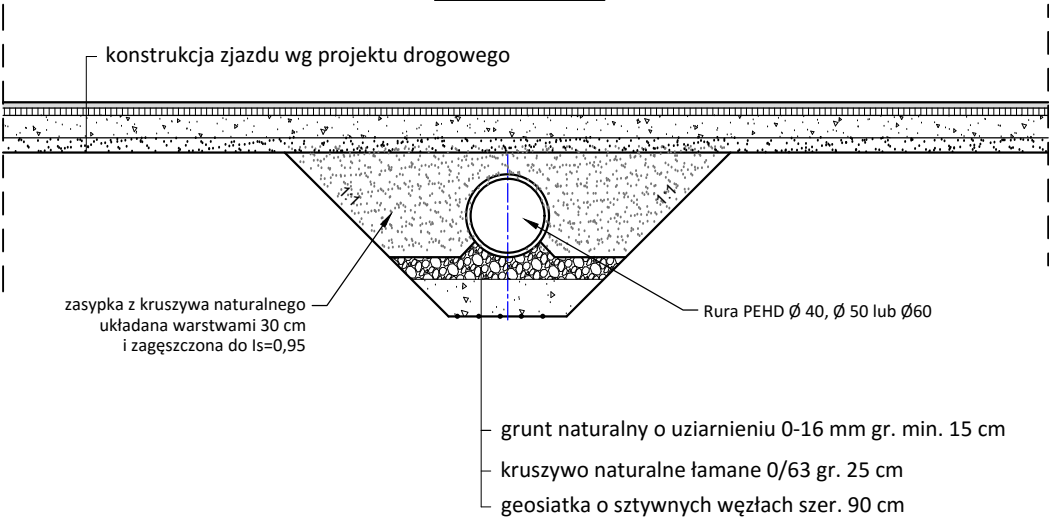 konstrukcja zjazdu wg projektu drogowego
1:1
1:1
zasypka z kruszywa naturalnego
układana warstwami 30 cm
i zagęszczona do Is=0,95
Rura PEHD Ø 40, Ø 50 lub Ø60
grunt naturalny o uziarnieniu 0-16 mm gr. min. 15 cm
kruszywo naturalne łamane 0/63 gr. 25 cm
geosiatka o sztywnych węzłach szer. 90 cm